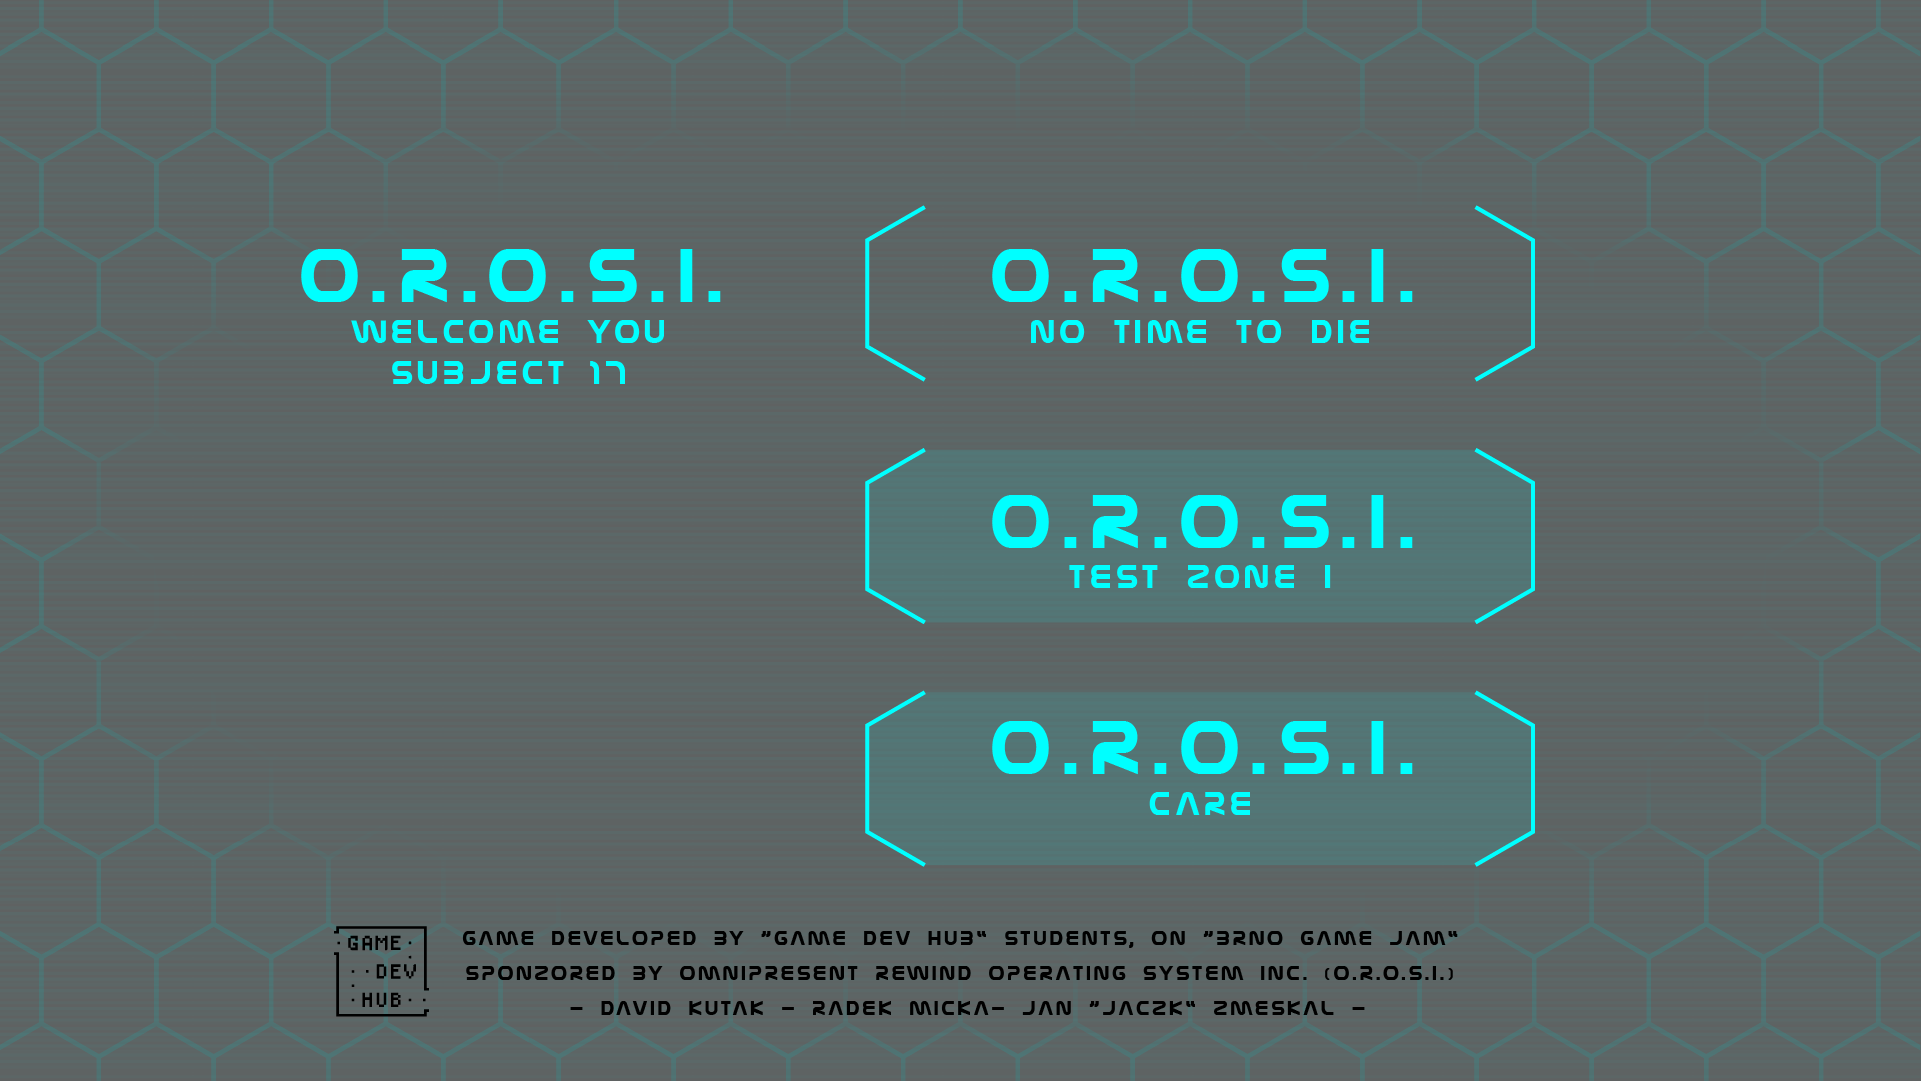 O.R.O.S.I.
WELCOME YOU
SUBJECT 17
O.R.O.S.I.
NO TIME TO DIE
O.R.O.S.I.
TEST ZONE 1
O.R.O.S.I.
CARE
GAME
DEV
HUB
GAME DEVELOPED BY "GAME DEV HUB" STUDENTS, ON "BRNO GAME JAM"
SPONZORED BY OMNIPRESENT REWIND OPERATING SYSTEM INC. (O.R.O.S.I.)
- DAVID KUTAK - RADEK MICKA- JAN "JACZK" ZMESKAL -